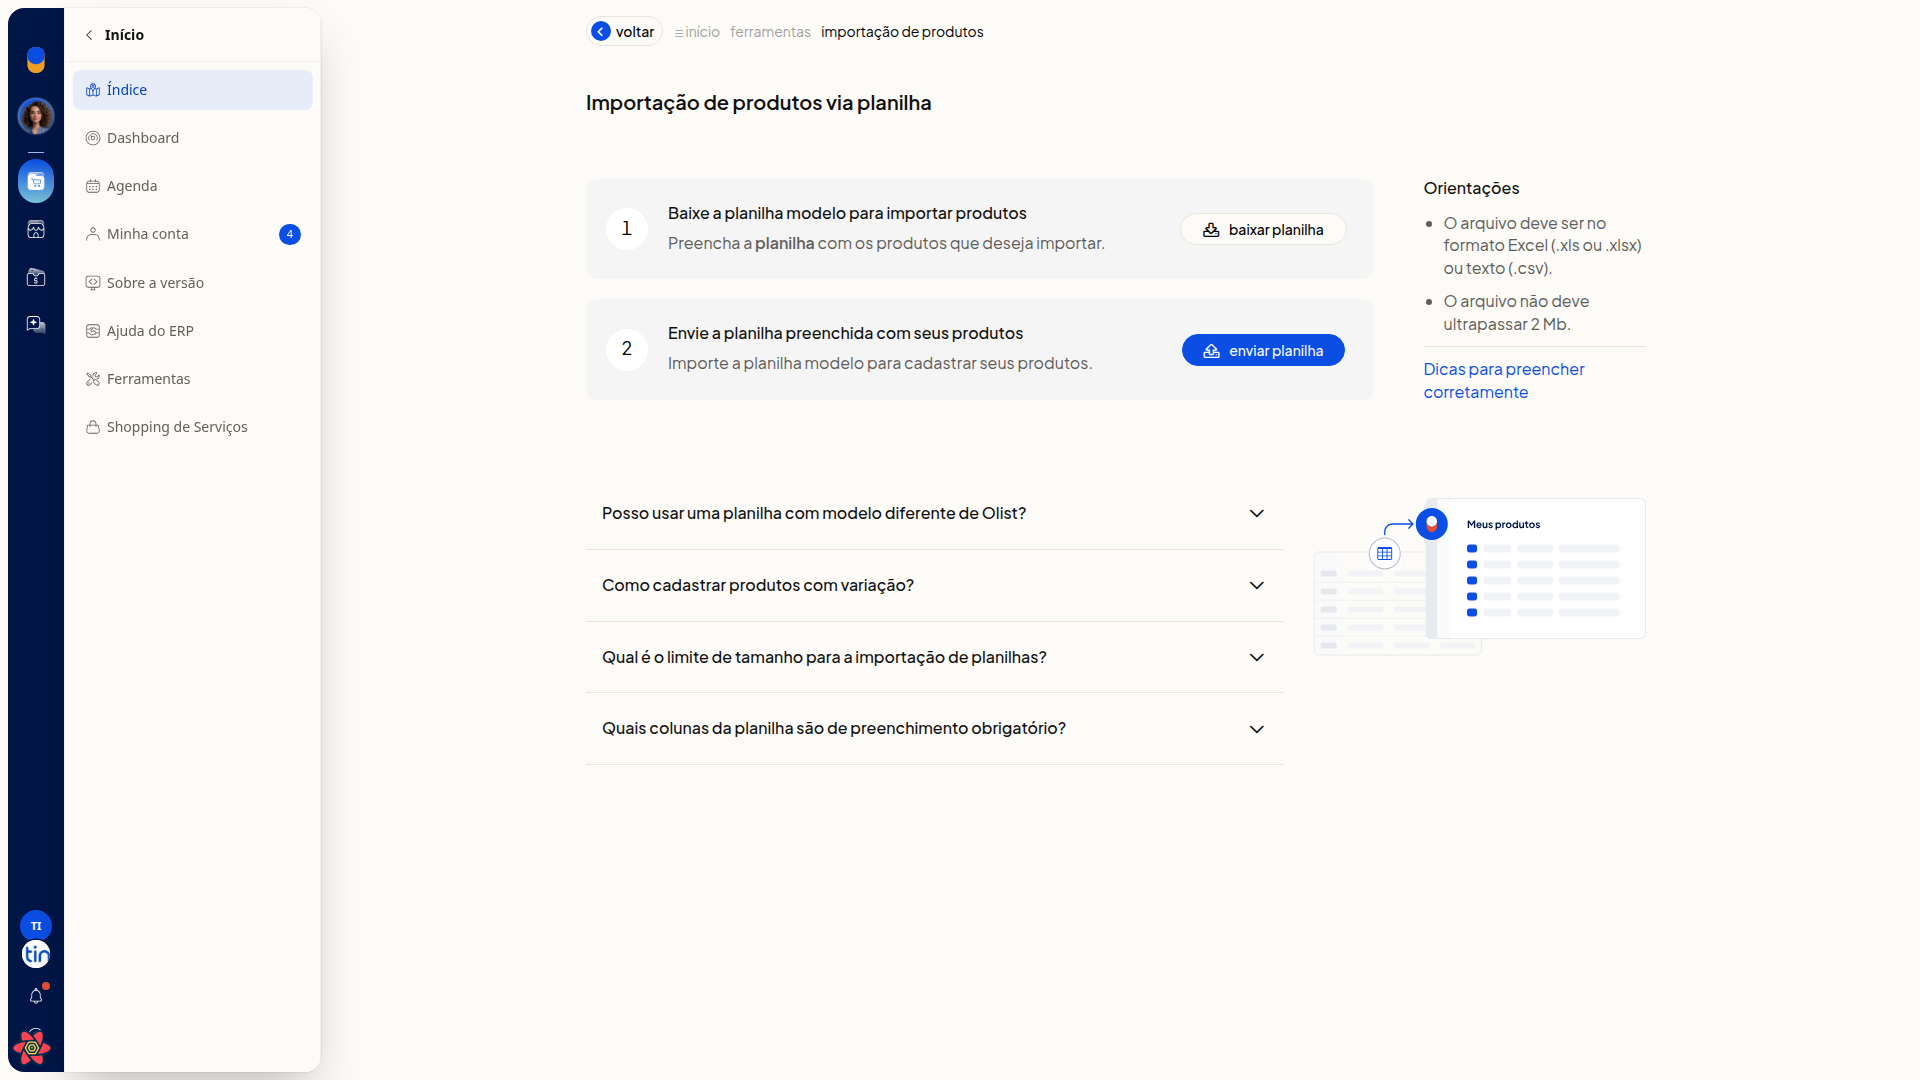 Início
Índice
Dashboard
Agenda
Minha conta
4
Sobre a versão
Ajuda do ERP
Ferramentas
Shopping de Serviços
TI
tin
voltar
início ferramentas importação de produtos
Importação de produtos via planilha
1
Baixe a planilha modelo para importar produtos
Preencha a planilha com os produtos que deseja importar.
baixar planilha
2
Envie a planilha preenchida com seus produtos
Importe a planilha modelo para cadastrar seus produtos.
enviar planilha
Orientações
O arquivo deve ser no
formato Excel (.xls ou .xlsx)
ou texto (.csv).
O arquivo não deve
ultrapassar 2 Mb.
Dicas para preencher
corretamente
Posso usar uma planilha com modelo diferente de Olist?
Como cadastrar produtos com variação?
Qual é o limite de tamanho para a importação de planilhas?
Quais colunas da planilha são de preenchimento obrigatório?
Meus produtos